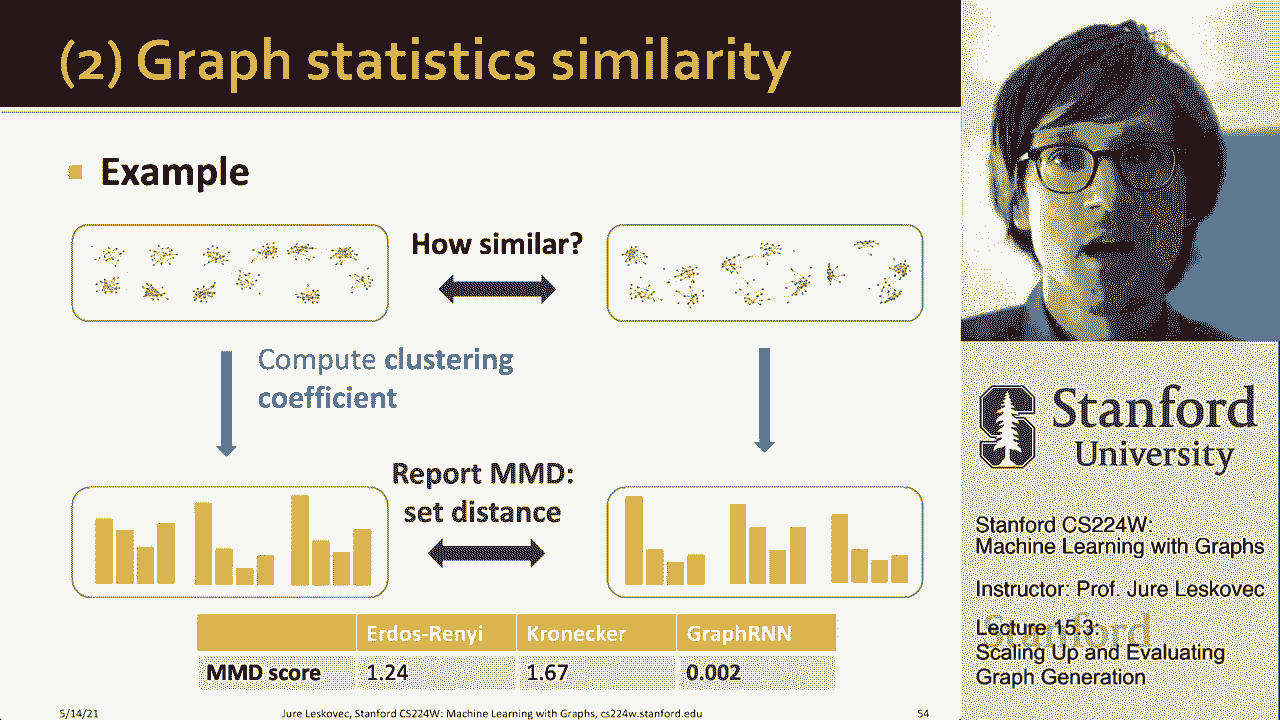 (2) Graph statistics similarity
Example
How similar?
Compute clustering
coefficient
Report MMD:
set distance
Erdos-Renyi Kronecker GraphRNN
MMD score 1.24 1.67 0.002
5/14/21 Jure Leskovec, Stanford CS224W: Machine Learning with Graphs, cs224w.stanford.edu 54
Stanford
University
Stanford CS224W:
Machine Learning with Graphs
Instructor: Prof. Jure Leskovec
Lecture 15.3:
Scaling Up and Evaluating
Graph Generation